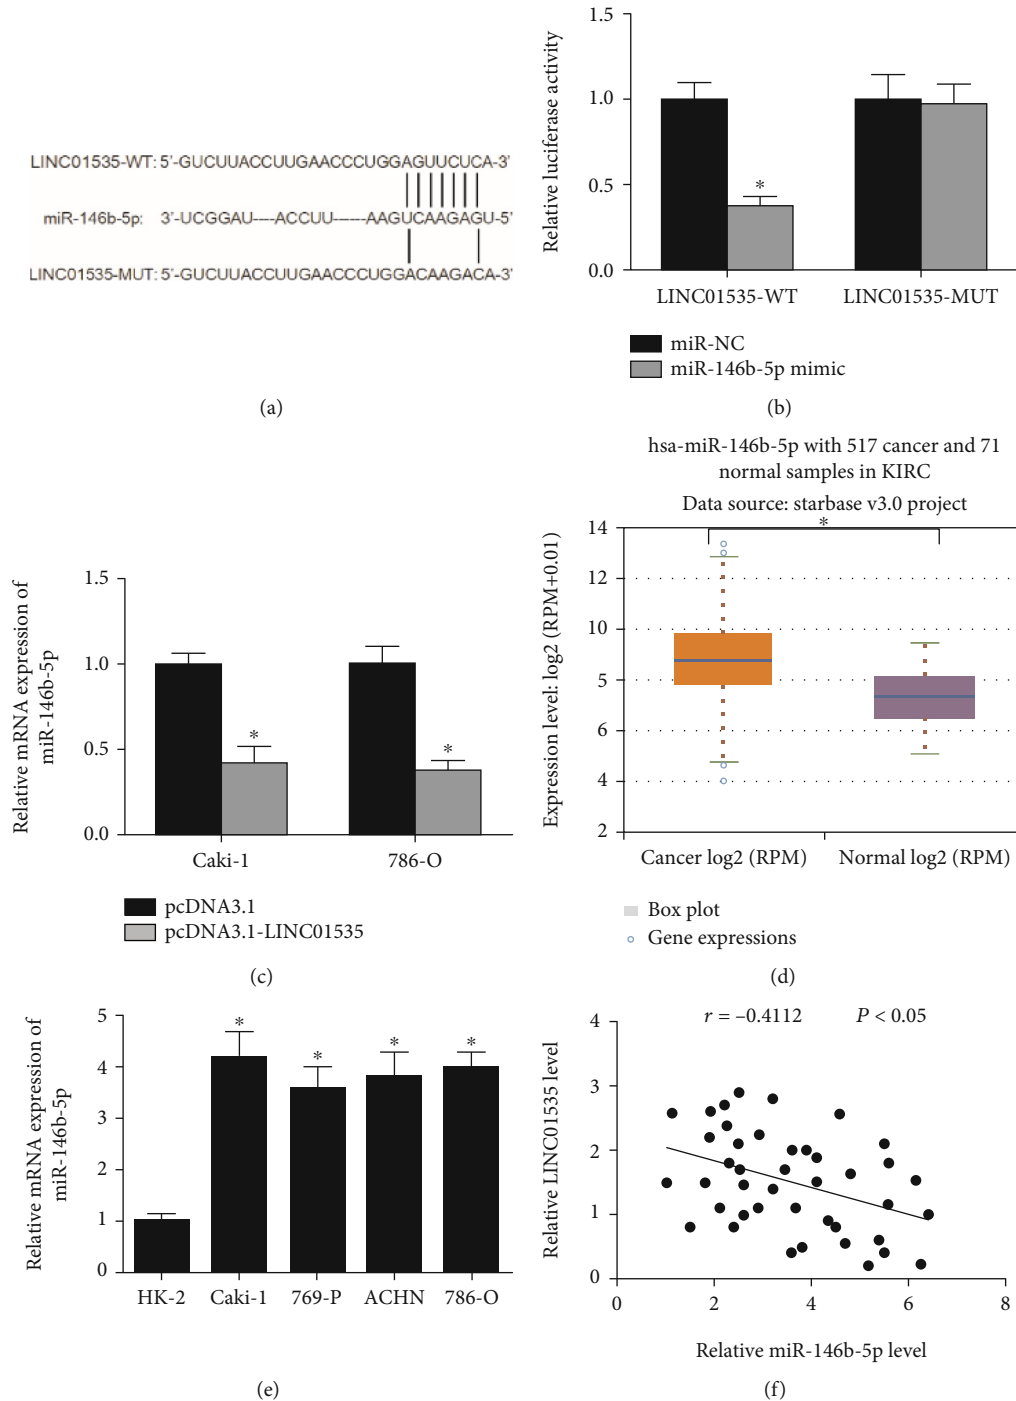 LINC01535-WT: 5'-GUCUUACCUUGAACCCUGGAGUUCUCA-3'
miR-146b-5p: 3'-UCGGAU----ACCUU------AAGUCAAGAGU-5'
LINC01535-MUT: 5'-GUCUUACCUUGAACCCUGGACAAGACA-3'
(a)
Relative luciferase activity
1.5
1.0
0.5
0.0
*
LINC01535-WT LINC01535-MUT
miR-NC
miR-146b-5p mimic
(b)
Relative mRNA expression of
miR-146b-5p
1.5
1.0
0.5
0.0
* *
Caki-1 786-O
pcDNA3.1
pcDNA3.1-LINC01535
(c)
hsa-miR-146b-5p with 517 cancer and 71
normal samples in KIRC
Data source: starbase v3.0 project
Expression level: log2 (RPM+0.01)
*
14
12
10
5
6
4
2
Cancer log2 (RPM) Normal log2 (RPM)
Box plot
Gene expressions
(d)
Relative mRNA expression of
miR-146b-5p
5
4
3
2
1
0
* * * *
HK-2 Caki-1 769-P ACHN 786-O
(e)
Relative LINC01535 level
r = –0.4112 P < 0.05
4
3
2
1
0
0 2 4 6 8
Relative miR-146b-5p level
(f)